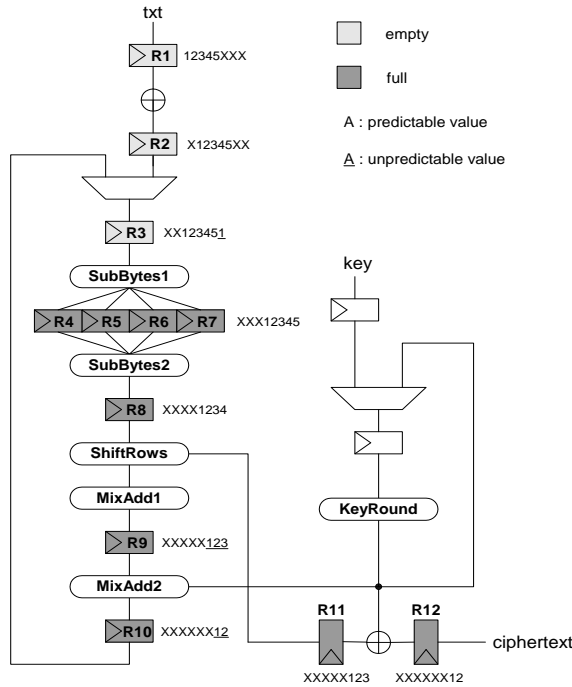 txt
R1 12345XXX
R2 X12345XX
R3 XX123451
SubBytes1
R4 R5 R6 R7 XXX12345
SubBytes2
R8 XXXX1234
ShiftRows
MixAdd1
R9 XXXXX123
MixAdd2
R10 XXXXXX12
empty
full
A : predictable value
A : unpredictable value
key
KeyRound
R11 R12
ciphertext
XXXXX123 XXXXXX12